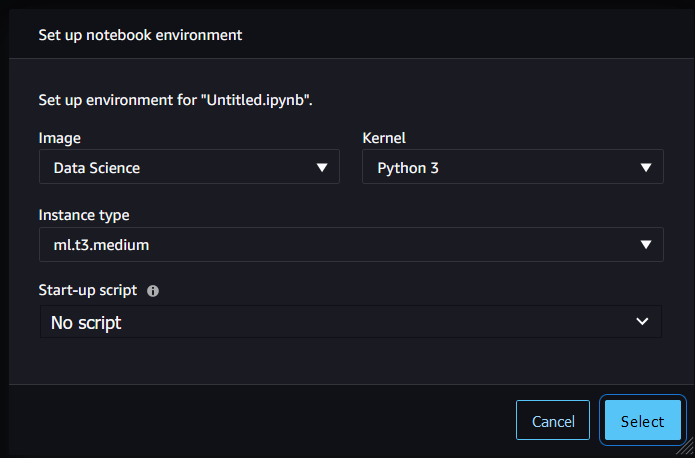 Set up notebook environment
Set up environment for "Untitled.ipynb".
Image Kernel
Data Science Python 3
Instance type
ml.t3.medium
Start-up script
No script
Cancel Select